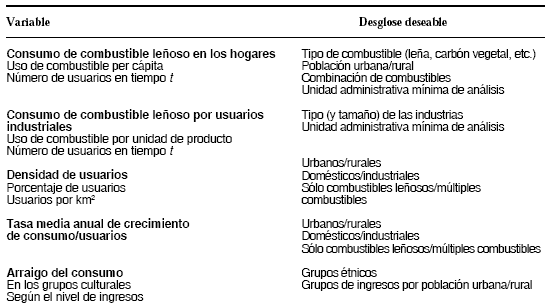 Variable Desglose deseable
Consumo de combustible leñoso en los hogares Tipo de combustible (leña, carbón vegetal, etc.)
Uso de combustible per cápita Población urbana/rural
Número de usuarios en tiempo t Combinación de combustibles
Unidad administrativa mínima de análisis
Consumo de combustible leñoso por usuarios Tipo (y tamaño) de las industrias
industriales Unidad administrativa mínima de análisis
Uso de combustible por unidad de producto
Número de usuarios en tiempo t
Urbanos/rurales
Densidad de usuarios Domésticos/industriales
Porcentaje de usuarios Sólo combustibles leñosos/múltiples
Usuarios por km² combustibles
Tasa media anual de crecimiento Urbanos/rurales
de consumo/usuarios Domésticos/industriales
Sólo combustibles leñosos/múltiples combustibles
Arraigo del consumo Grupos étnicos
En los grupos culturales Grupos de ingresos por población urbana/rural
Según el nivel de ingresos